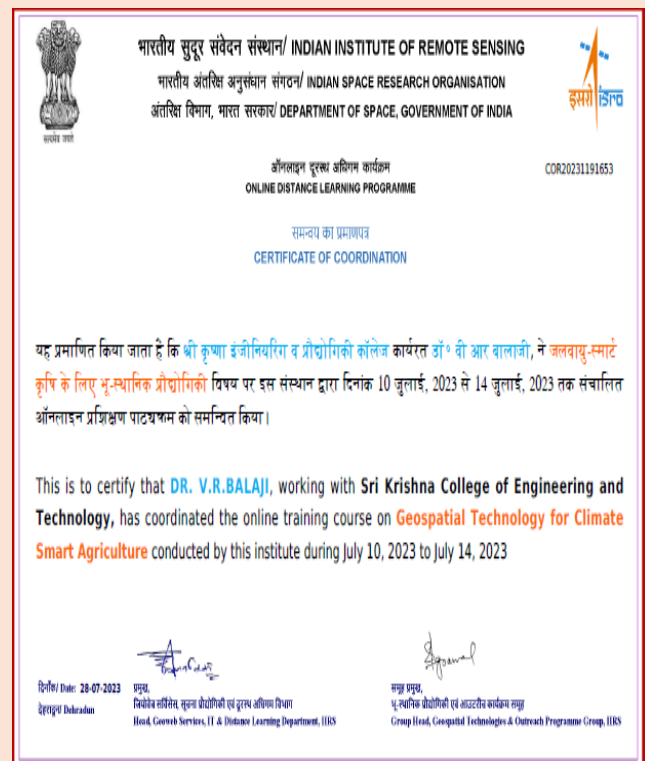 भारतीय सुदूर संवेदन संस्थान/ INDIAN INSTITUTE OF REMOTE SENSING
भारतीय अंतरिक्ष अनुसंधान संगठन/ INDIAN SPACE RESEARCH ORGANISATION
अंतरिक्ष विभाग, भारत सरकार/ DEPARTMENT OF SPACE, GOVERNMENT OF INDIA
सत्यमेव जयते
इसरो isro
ऑनलाइन दूरस्थ अधिगम कार्यक्रम
COR20231191653
ONLINE DISTANCE LEARNING PROGRAMME
समन्वय का प्रमाणपत्र
CERTIFICATE OF COORDINATION
यह प्रमाणित किया जाता है कि श्री कृष्णा इंजीनियरिंग व प्रौद्योगिकी कॉलेज कार्यरत डॉ॰ वी आर बालाजी, ने जलवायु-स्मार्ट
कृषि के लिए भू-स्थानिक प्रौद्योगिकी विषय पर इस संस्थान द्वारा दिनांक 10 जुलाई, 2023 से 14 जुलाई, 2023 तक संचालित
ऑनलाइन प्रशिक्षण पाठ्यक्रम को समन्वित किया।
This is to certify that DR. V.R.BALAJI, working with Sri Krishna College of Engineering and
Technology, has coordinated the online training course on Geospatial Technology for Climate
Smart Agriculture conducted by this institute during July 10, 2023 to July 14, 2023
दिनाँक/ Date: 28-07-2023
देहरादून/ Dehradun
प्रमुख,
जियोवेब सर्विसेस, सूचना प्रौद्योगिकी एवं दूरस्थ अधिगम विभाग
Head, Geoweb Services, IT & Distance Learning Department, IIRS
समूह प्रमुख,
भू-स्थानिक प्रौद्योगिकी एवं आउटरीच कार्यक्रम समूह
Group Head, Geospatial Technologies & Outreach Programme Group, IIRS